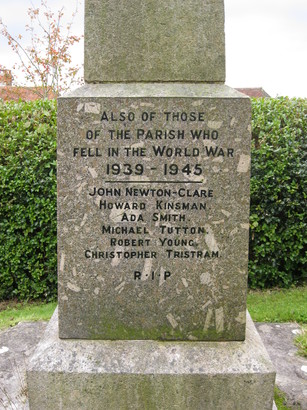 ALSO OF THOSE
OF THE PARISH WHO
FELL IN THE WORLD WAR
1939-1945
JOHN NEWTON-CLARE.
HOWARD KINSMAN.
ADA SMITH.
MICHAEL TUTTON.
ROBERT YOUNG.
CHRISTOPHER TRISTRAM.
R·I·P